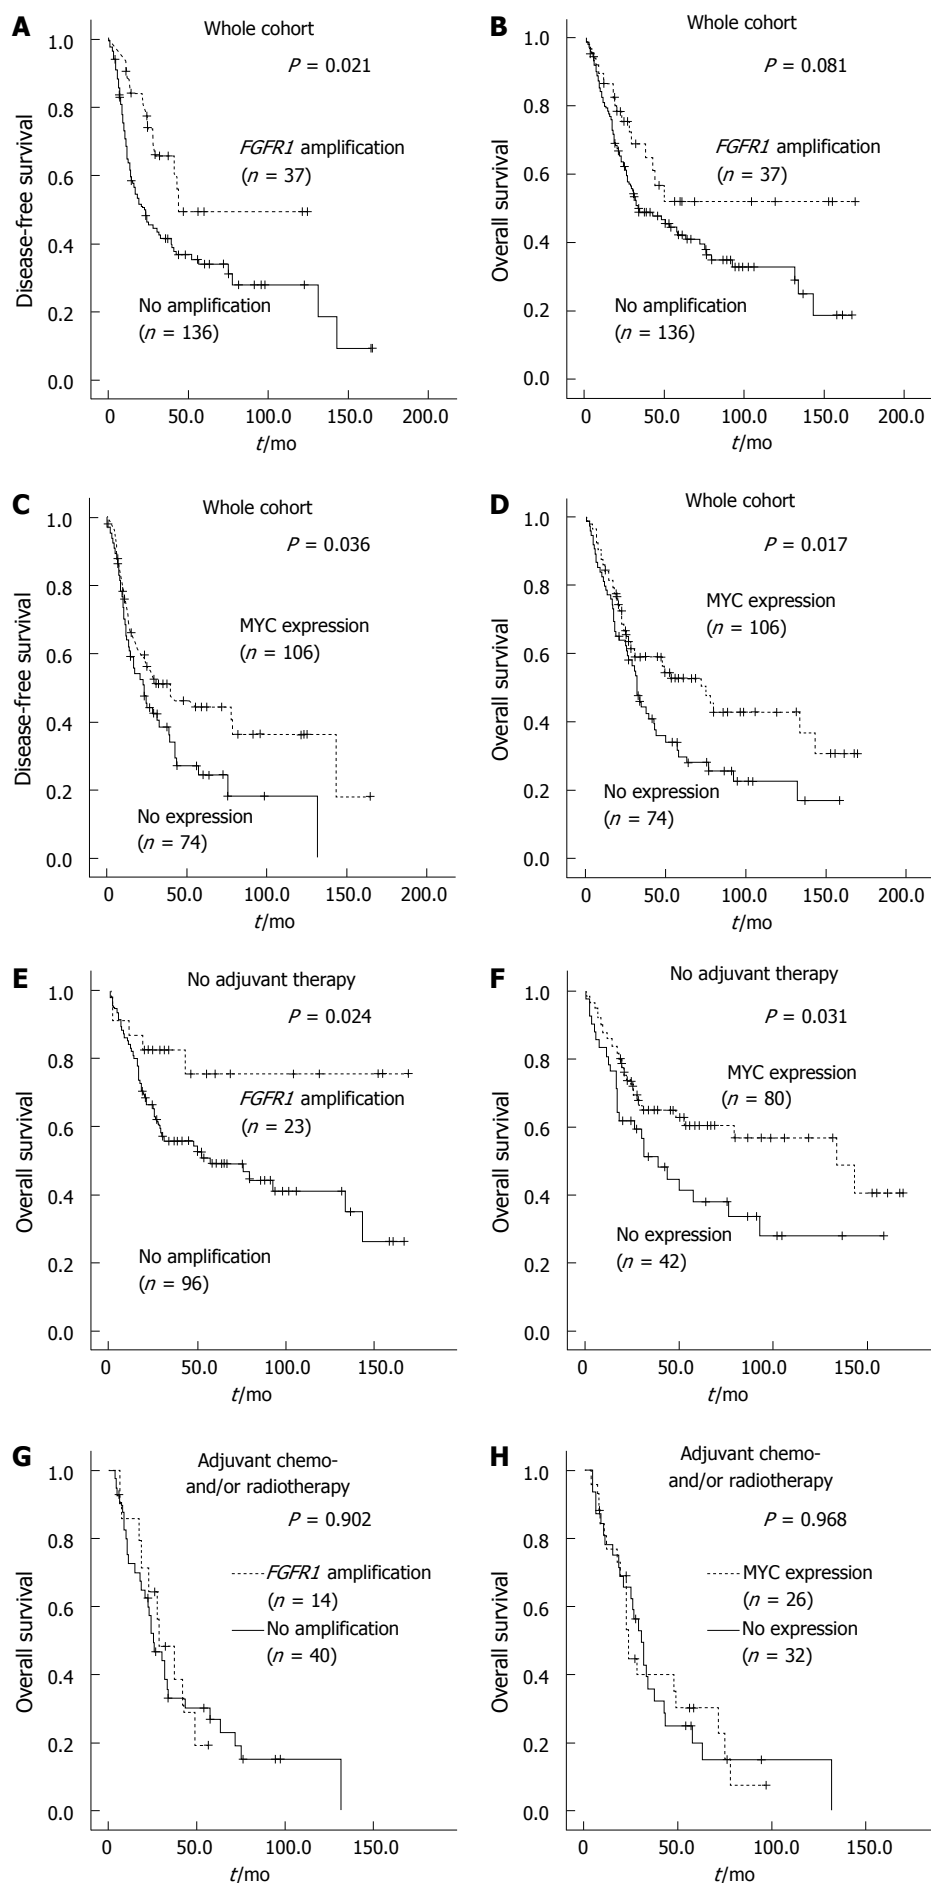 A
Whole cohort
P = 0.021
FGFR1 amplification
(n = 37)
No amplification
(n = 136)
Disease-free survival
1.0
0.8
0.6
0.4
0.2
0.0
0 50.0 100.0 150.0 200.0
t/mo
B
Whole cohort
P = 0.081
FGFR1 amplification
(n = 37)
No amplification
(n = 136)
Overall survival
1.0
0.8
0.6
0.4
0.2
0.0
0 50.0 100.0 150.0 200.0
t/mo
C
Whole cohort
P = 0.036
MYC expression
(n = 106)
No expression
(n = 74)
Disease-free survival
1.0
0.8
0.6
0.4
0.2
0.0
0 50.0 100.0 150.0 200.0
t/mo
D
Whole cohort
P = 0.017
MYC expression
(n = 106)
No expression
(n = 74)
Overall survival
1.0
0.8
0.6
0.4
0.2
0.0
0 50.0 100.0 150.0 200.0
t/mo
E
No adjuvant therapy
P = 0.024
FGFR1 amplification
(n = 23)
No amplification
(n = 96)
Overall survival
1.0
0.8
0.6
0.4
0.2
0.0
0 50.0 100.0 150.0
t/mo
F
No adjuvant therapy
P = 0.031
MYC expression
(n = 80)
No expression
(n = 42)
Overall survival
1.0
0.8
0.6
0.4
0.2
0.0
0 50.0 100.0 150.0
t/mo
G
Adjuvant chemo-
and/or radiotherapy
P = 0.902
FGFR1 amplification
(n = 14)
No amplification
(n = 40)
Overall survival
1.0
0.8
0.6
0.4
0.2
0.0
0 50.0 100.0 150.0
t/mo
H
Adjuvant chemo-
and/or radiotherapy
P = 0.968
MYC expression
(n = 26)
No expression
(n = 32)
Overall survival
1.0
0.8
0.6
0.4
0.2
0.0
0 50.0 100.0 150.0
t/mo